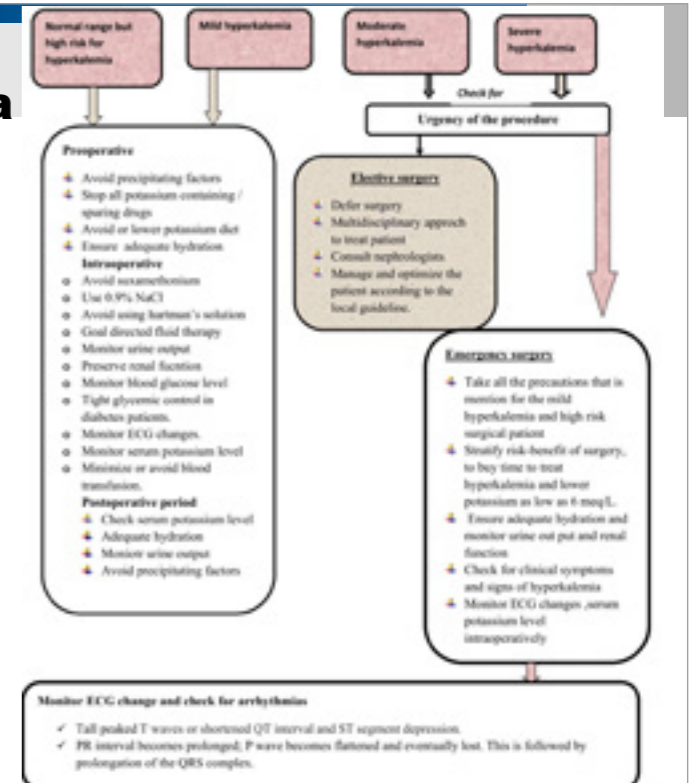 a
Normal range but
high risk for
hyperkalemia
Mild hyperkalemia
Moderate
hyperkalemia
Severe
hyperkalemia
Check for
Urgency of the procedure
Preoperative
Avoid precipitating factors
Stop all potassium containing /
sparing drugs
Avoid or lower potassium diet
Ensure adequate hydration
Intraoperative
Avoid suxamethonium
Use 0.9% NaCl
Avoid using hartman's solution
Goal directed fluid therapy
Monitor urine output
Preserve renal fucntion
Monitor blood glucose level
Tight glycemic control in
diabetes patients.
Monitor ECG changes.
Monitor serum potassium level
Minimize or avoid blood
transfusion.
Postoperative period
Check serum potassium level
Adequate hydration
Moniotr urine output
Avoid precipitating factors
Elective surgery
Defer surgery
Multidisciplinary approch
to treat patient
Consult nephrologists
Manage and optimize the
patient according to the
local guideline.
Emergency surgery
Take all the precautions that is
mention for the mild
hyperkalemia and high risk
surgical patient
Stratify risk-benefit of surgery,
to buy time to treat
hyperkalemia and lower
potassium as low as 6 meq/L.
Ensure adequate hydration and
monitor urine out put and renal
function
Check for clinical symptoms
and signs of hyperkalemia
Monitor ECG changes ,serum
potassium level
intraoperatively
Monitor ECG change and check for arrhythmias
Tall peaked T waves or shortened QT interval and ST segment depression.
PR interval becomes prolonged; P wave becomes flattened and eventually lost. This is followed by
prolongation of the QRS complex.